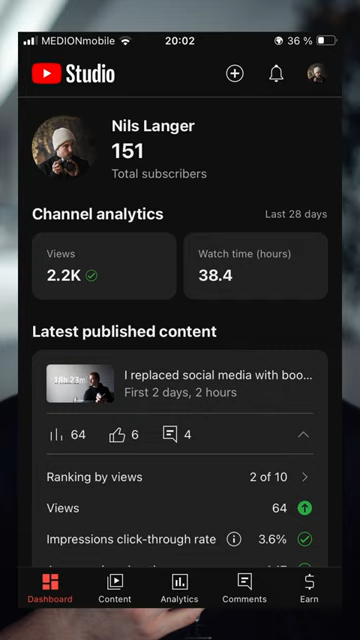 MEDIONmobile 20:02 36 %
Studio
Nils Langer
151
Total subscribers
Channel analytics Last 28 days
Views Watch time (hours)
2.2K 38.4
Latest published content
I replaced social media with boo...
First 2 days, 2 hours
64 6 4
Ranking by views 2 of 10
Views 64
Impressions click-through rate 3.6%
Dashboard Content Analytics Comments Earn